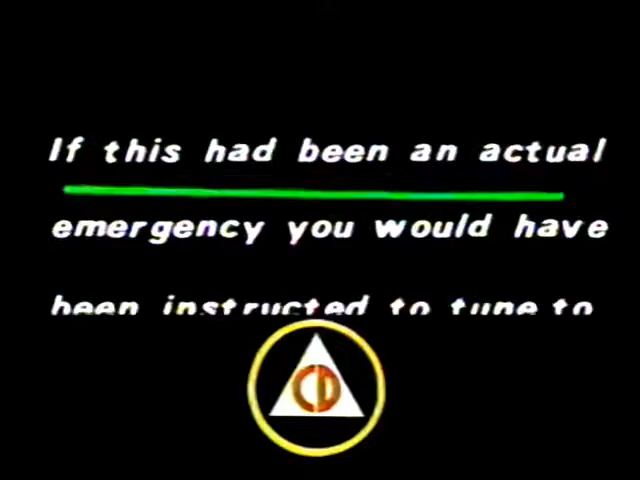 If this had been an actual
emergency you would have
been instructed to tune to
CD